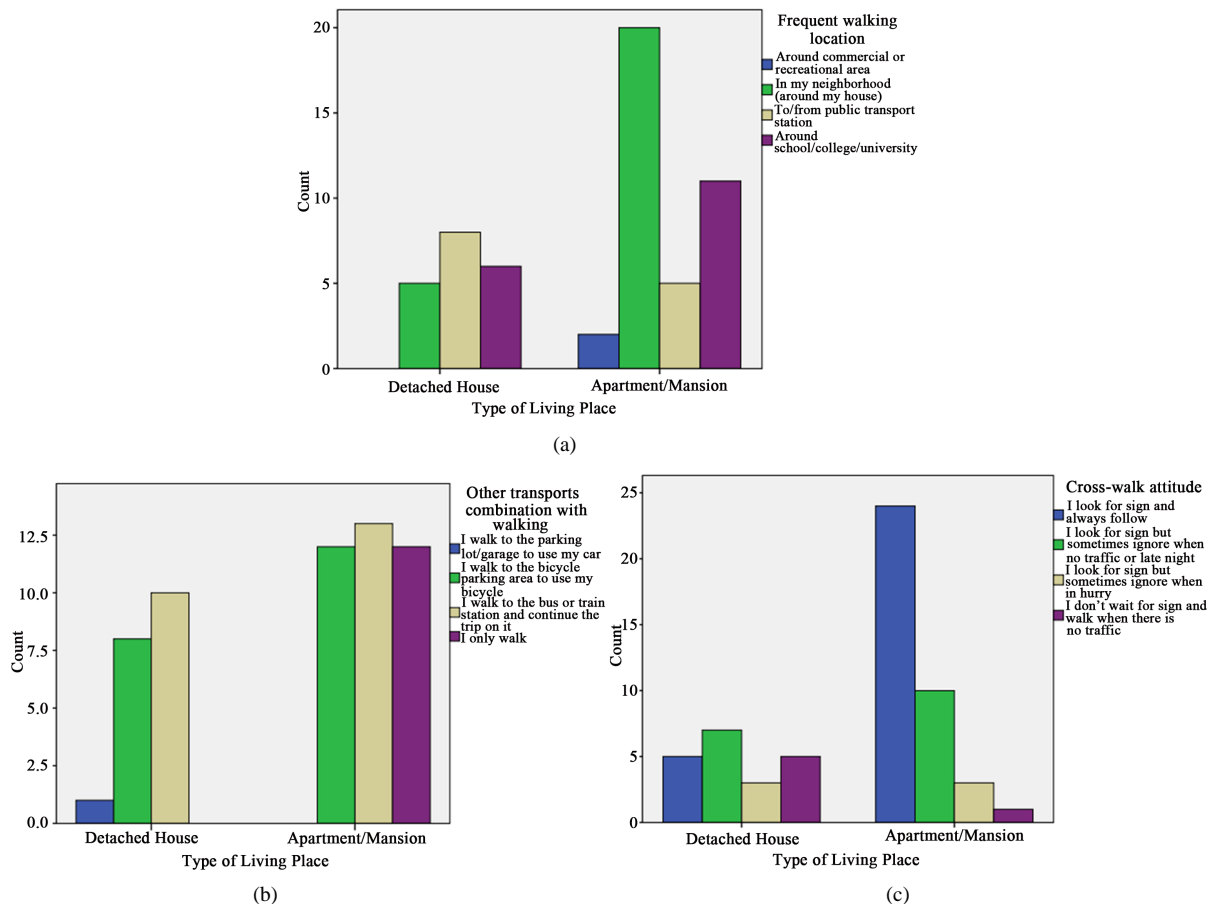 Frequent walking
location
Around commercial or
recreational area
In my neighborhood
(around my house)
To/from public transport
station
Around
school/college/university
20
15
10
5
0
Count
Detached House
Apartment/Mansion
Type of Living Place
(a)
Other transports
combination with
walking
I walk to the parking
lot/garage to use my car
I walk to the bicycle
parking area to use my
bicycle
I walk to the bus or train
station and continue the
trip on it
I only walk
12.5
10.0
7.5
5.0
2.5
0.0
Count
Detached House
Apartment/Mansion
Type of Living Place
(b)
Cross-walk attitude
I look for sign and
always follow
I look for sign but
sometimes ignore when
no traffic or late night
I look for sign but
sometimes ignore when
in hurry
I don't wait for sign and
walk when there is
no traffic
25
20
15
10
5
0
Count
Detached House
Apartment/Mansion
Type of Living Place
(c)